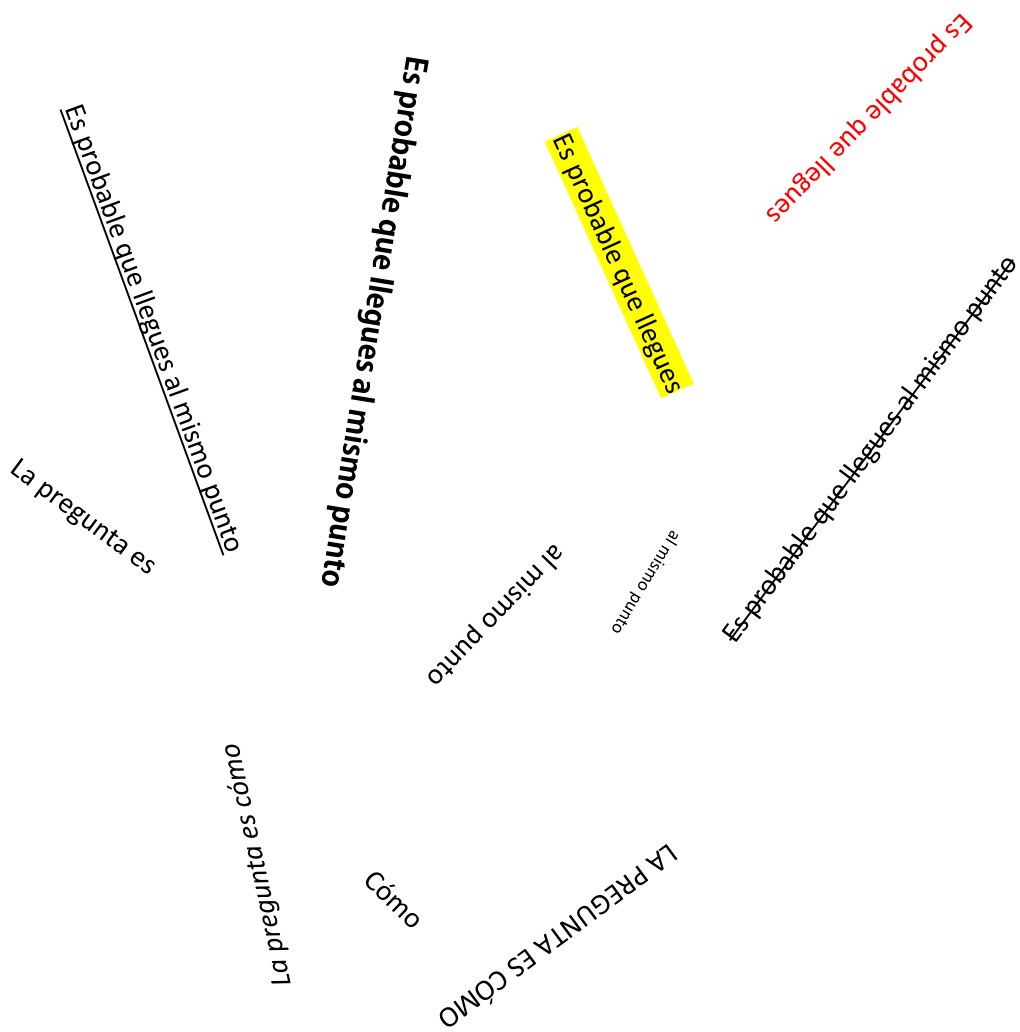 Es probable que llegues
Es probable que llegues al mismo punto
Es probable que llegues al mismo punto
Es probable que llegues
Es probable que llegues al mismo punto
La pregunta es
al mismo punto
al mismo punto
La pregunta es cómo
Cómo
LA PREGUNTA ES CÓMO